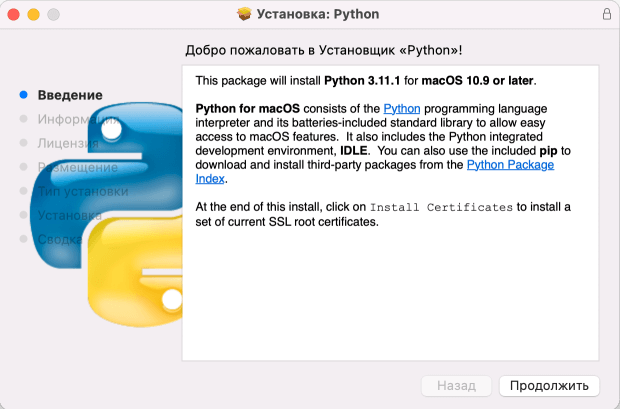 Установка: Python
Добро пожаловать в Установщик «Python»!
Введение
Информация
Лицензия
Размещение
Тип установки
Установка
Сводка
This package will install Python 3.11.1 for macOS 10.9 or later.
Python for macOS consists of the Python programming language
interpreter and its batteries-included standard library to allow easy
access to macOS features. It also includes the Python integrated
development environment, IDLE. You can also use the included pip to
download and install third-party packages from the Python Package
Index.
At the end of this install, click on Install Certificates to install a
set of current SSL root certificates.
Назад
Продолжить